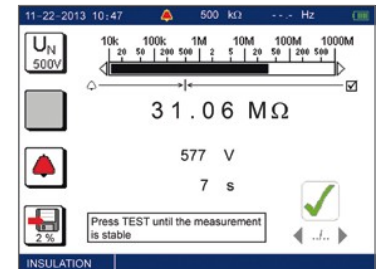 11-22-2013 10:47 500 kΩ --.- Hz
UN
500V
10k 100k 1M 10M 100M 1000M
20 50 200 500 2 5 20 50 200 500
31.06 MΩ
577 V
7 s
Press TEST until the measurement
is stable
2 %
../..
INSULATION